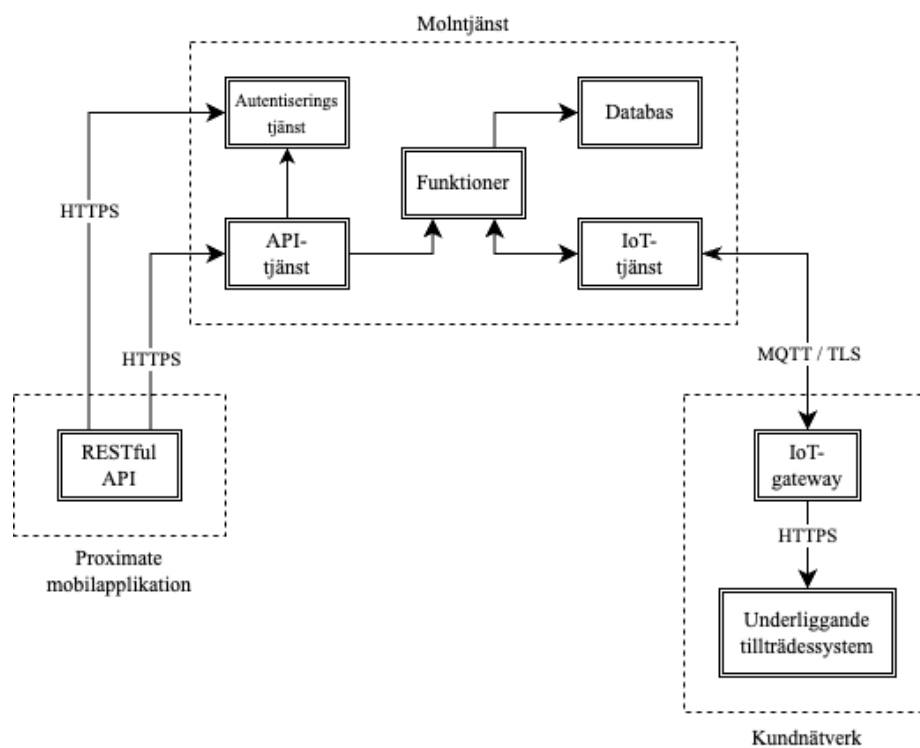 Molntjänst
Autentiserings
tjänst
Databas
Funktioner
HTTPS
API-
tjänst
IoT-
tjänst
HTTPS
MQTT / TLS
RESTful
API
IoT-
gateway
HTTPS
Proximate
mobilapplikation
Underliggande
tillträdessystem
Kundnätverk